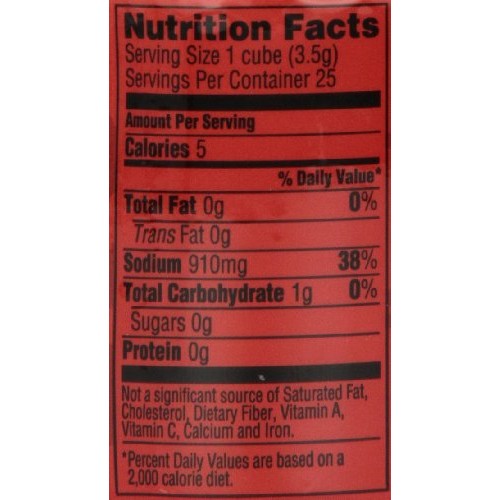 Nutrition Facts
Serving Size 1 cube (3.5g)
Servings Per Container 25
Amount Per Serving
Calories 5
% Daily Value*
Total Fat 0g 0%
Trans Fat 0g
Sodium 910mg 38%
Total Carbohydrate 1g 0%
Sugars 0g
Protein 0g
Not a significant source of Saturated Fat,
Cholesterol, Dietary Fiber, Vitamin A,
Vitamin C, Calcium and Iron.
*Percent Daily Values are based on a
2,000 calorie diet.